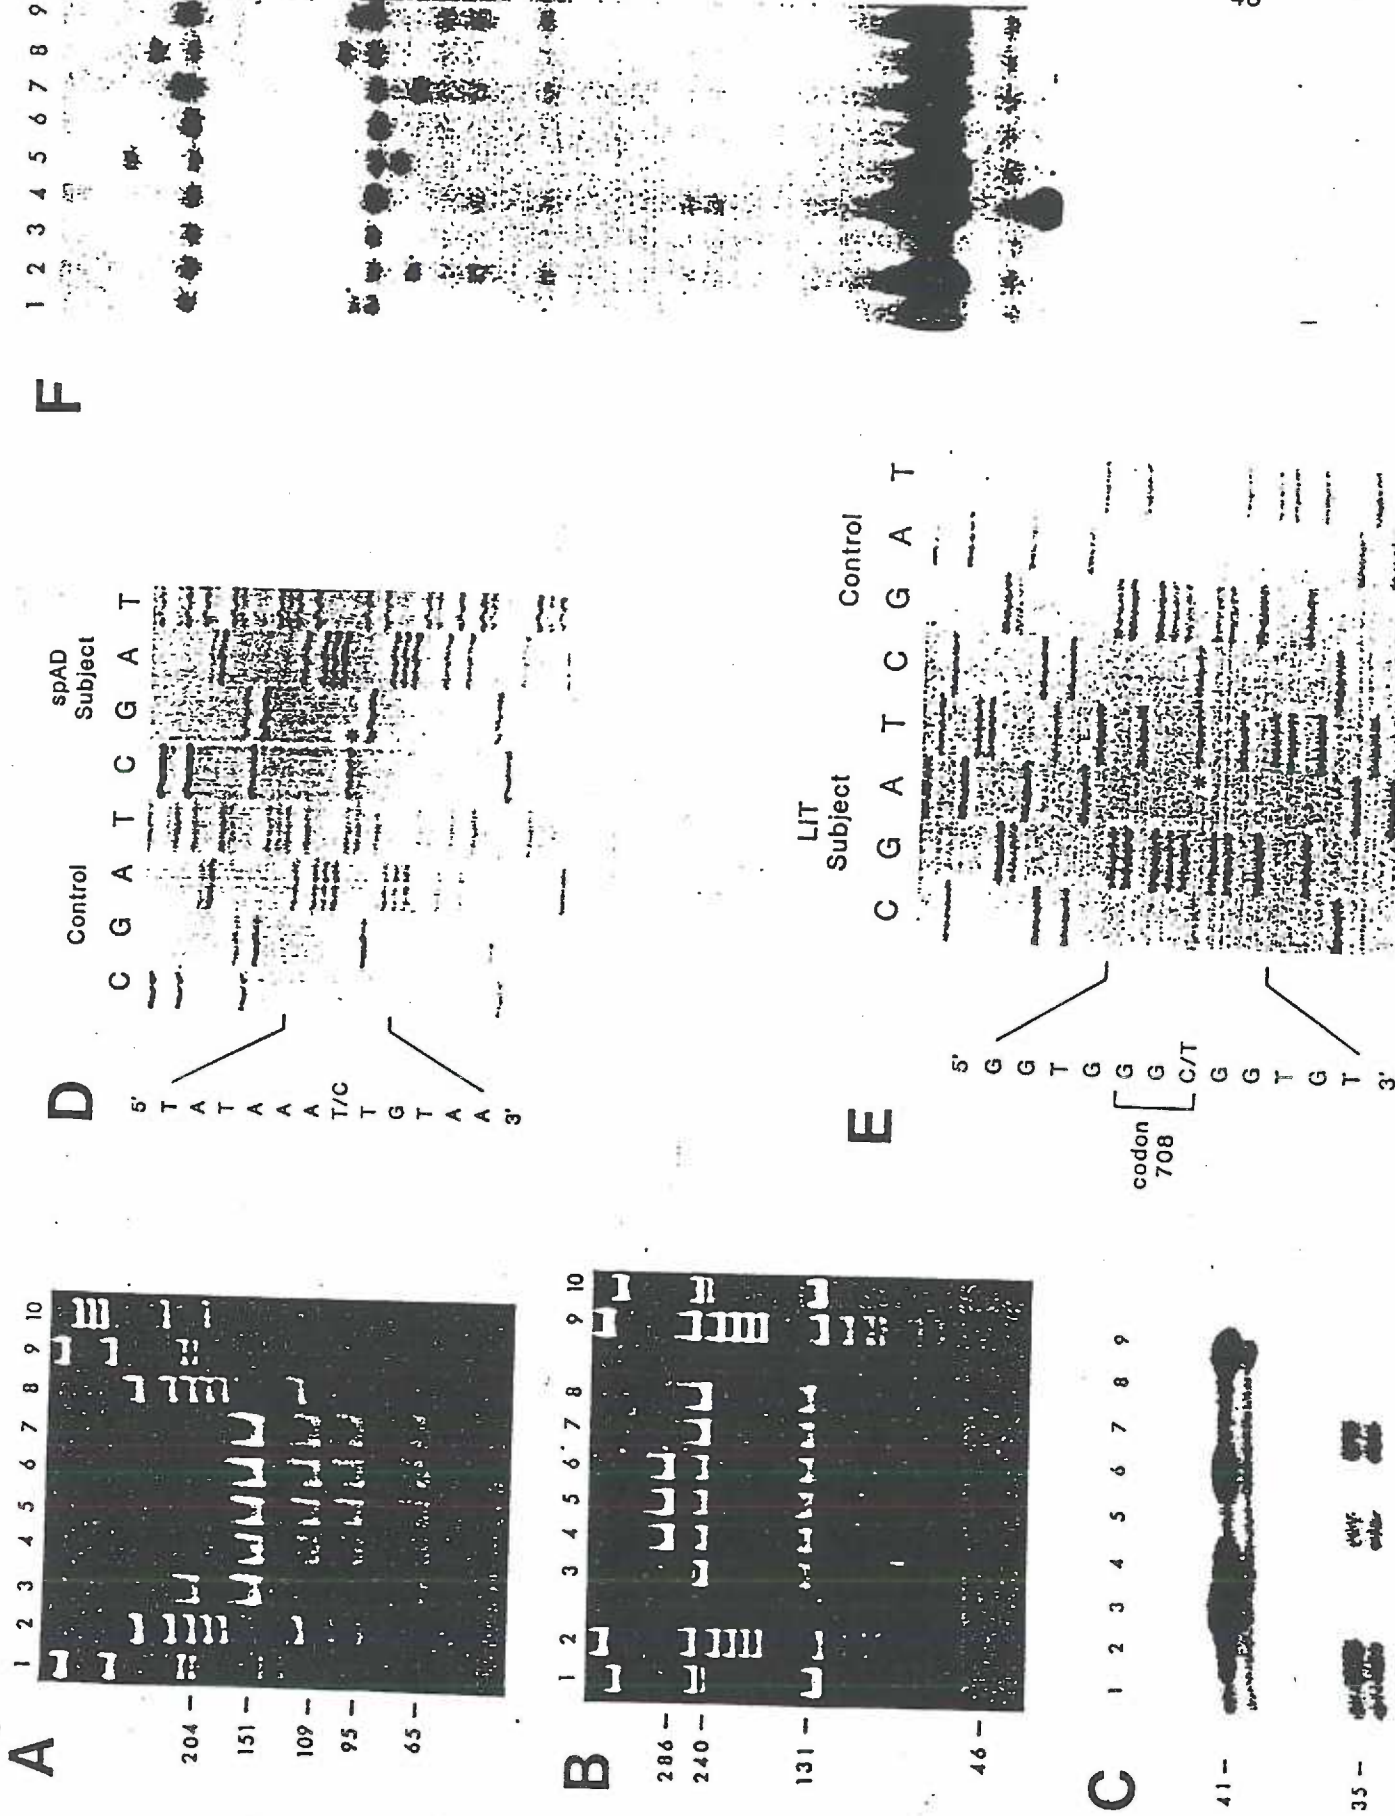 A
1 2 3 4 5 6 7 8 9 10
204 –
151 –
109 –
95 –
65 –
B
1 2 3 4 5 6 7 8 9 10
286 –
240 –
131 –
46 –
C
1 2 3 4 5 6 7 8 9
41 –
35 –
D
Control
spAD
Subject
C G A T C G A T
5'
T
A
T
A
A
A
T/C
T
G
T
A
A
3'
*
E
LIT
Subject
Control
C G A T C G A T
5'
G
G
T
G
G
G
C/T
G
G
T
G
T
3'
codon
708
*
F
1 2 3 4 5 6 7 8 9